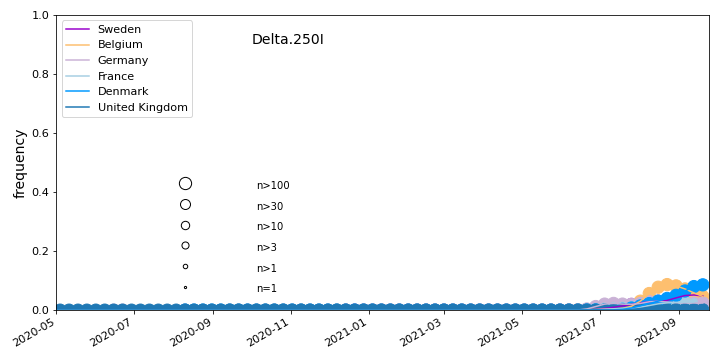 Delta.250I
Sweden
Belgium
Germany
France
Denmark
United Kingdom
frequency
1.0
0.8
0.6
0.4
0.2
0.0
n>100
n>30
n>10
n>3
n>1
n=1
2020-05
2020-07
2020-09
2020-11
2021-01
2021-03
2021-05
2021-07
2021-09